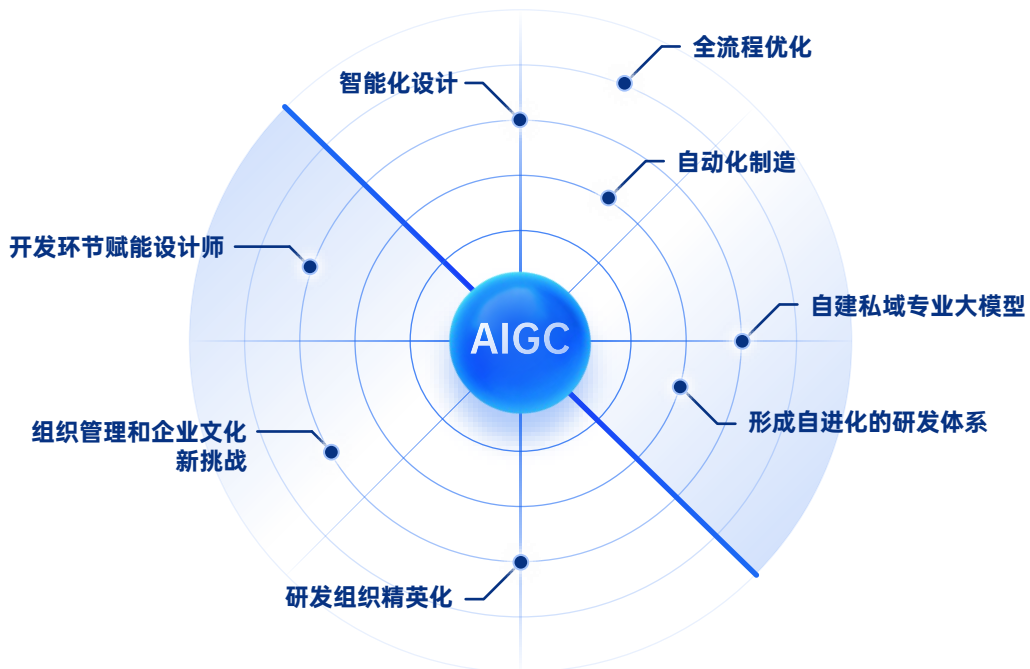 全流程优化
智能化设计
自动化制造
开发环节赋能设计师
自建私域专业大模型
AIGC
形成自进化的研发体系
组织管理和企业文化
新挑战
研发组织精英化